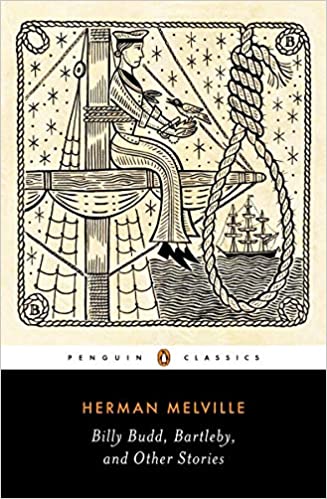 B
B
PENGUIN CLASSICS
HERMAN MELVILLE
Billy Budd, Bartleby,
and Other Stories